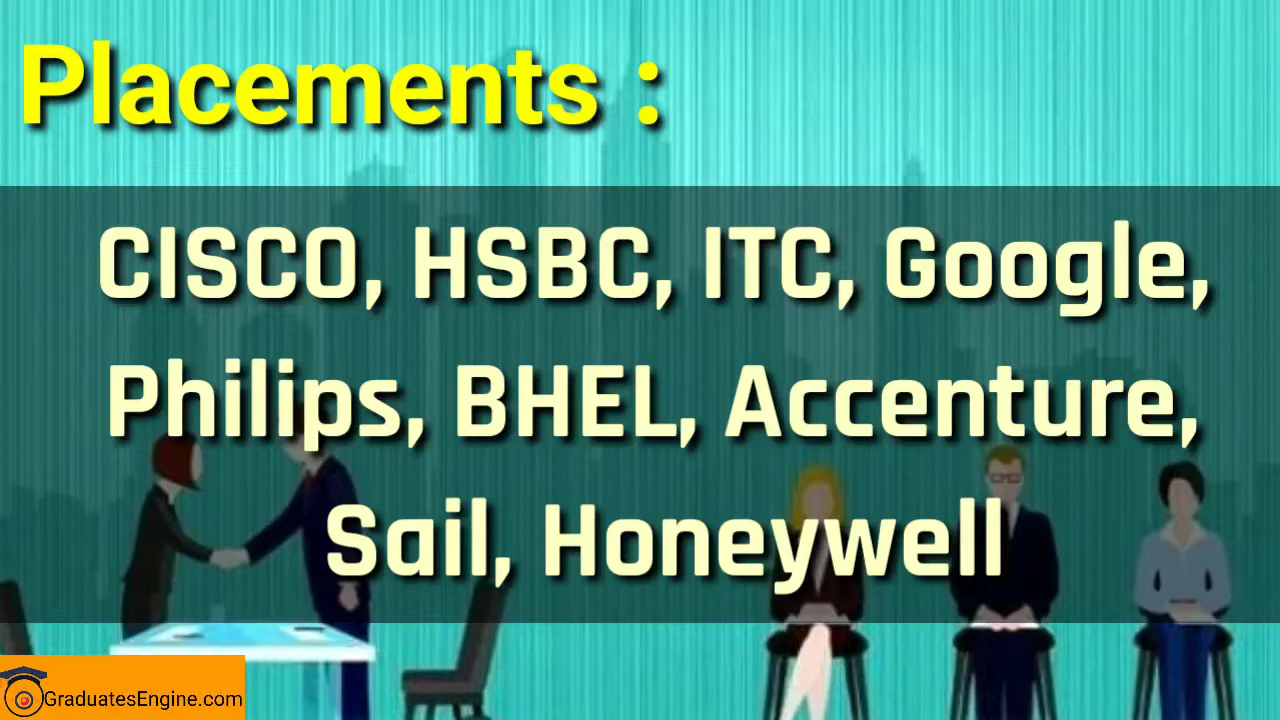 Placements :
CISCO, HSBC, ITC, Google,
Philips, BHEL, Accenture,
Sail, Honeywell
GraduatesEngine.com